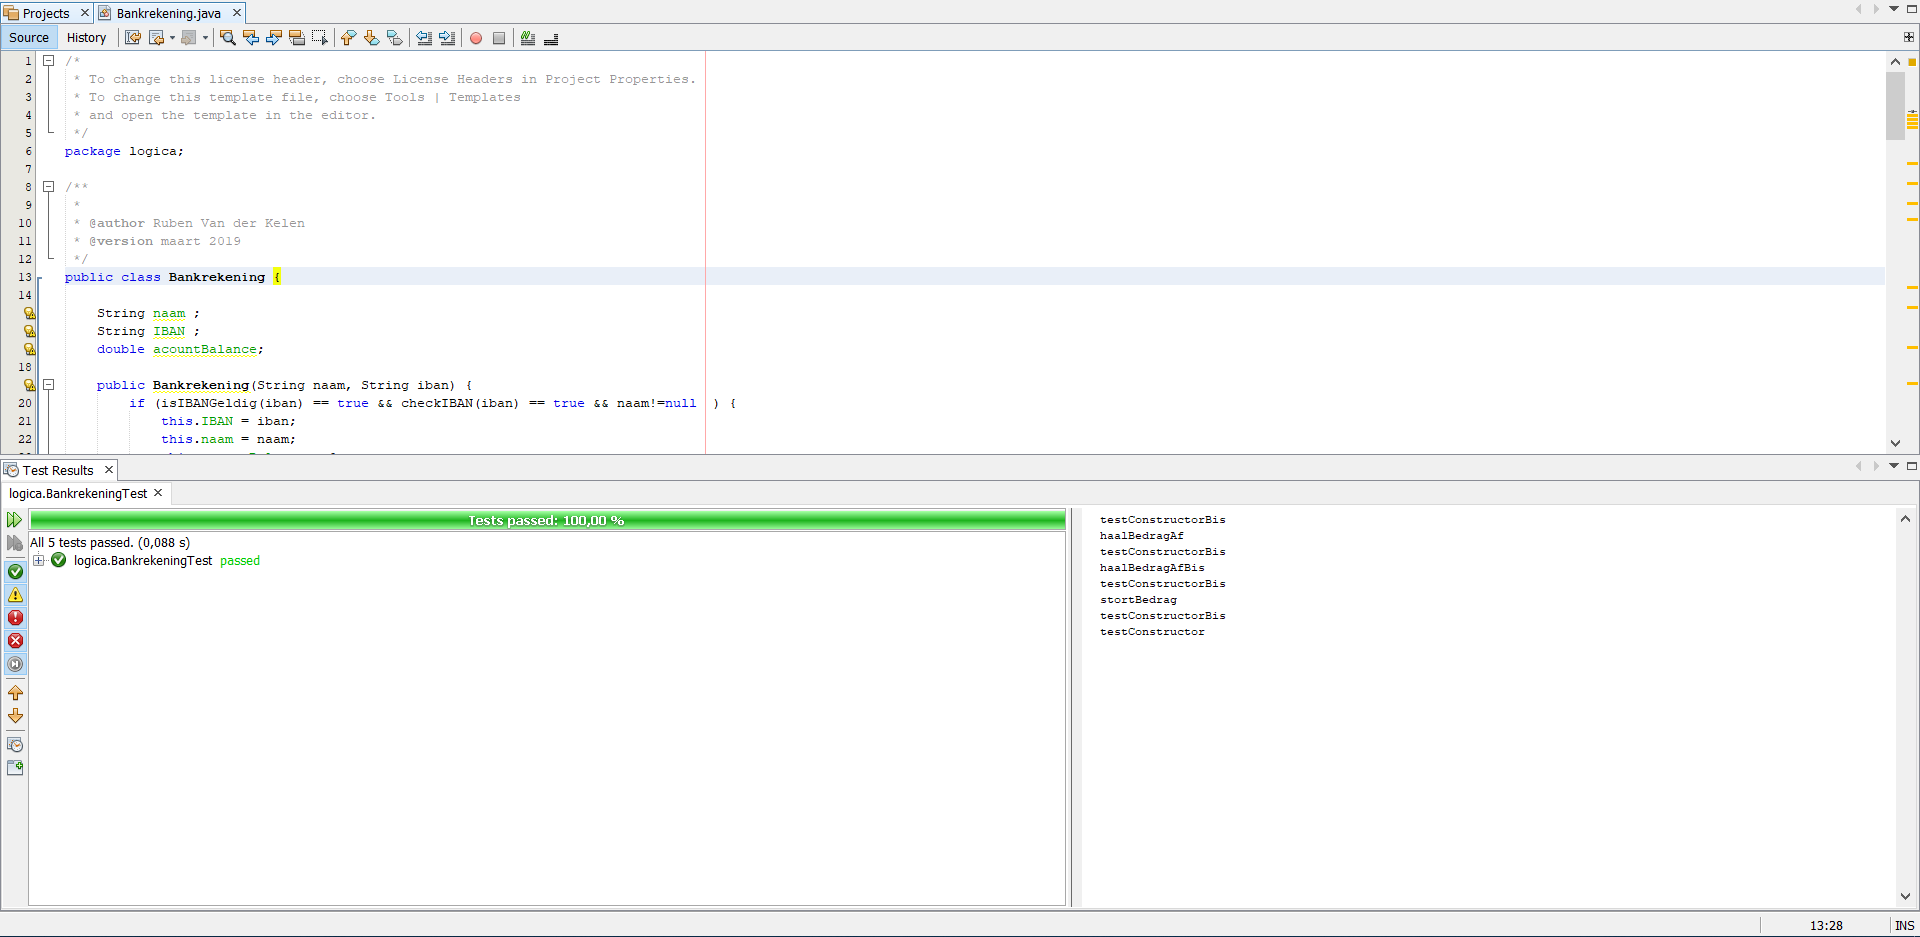 Projects
Bankrekening.java
Source History
1 /*
2 * To change this license header, choose License Headers in Project Properties.
3 * To change this template file, choose Tools | Templates
4 * and open the template in the editor.
5 */
6 package logica;
7
8 /**
9 *
10 * @author Ruben Van der Kelen
11 * @version maart 2019
12 */
13 public class Bankrekening {
14
String naam ;
String IBAN ;
double acountBalance;
18
public Bankrekening(String naam, String iban) {
20 if (isIBANGeldig(iban) == true && checkIBAN(iban) == true && naam!=null ) {
21 this.IBAN = iban;
22 this.naam = naam;
Test Results
logica.BankrekeningTest
Tests passed: 100,00 %
All 5 tests passed. (0,088 s)
logica.BankrekeningTest passed
testConstructorBis
haalBedragAf
testConstructorBis
haalBedragAfBis
testConstructorBis
stortBedrag
testConstructorBis
testConstructor
13:28 INS